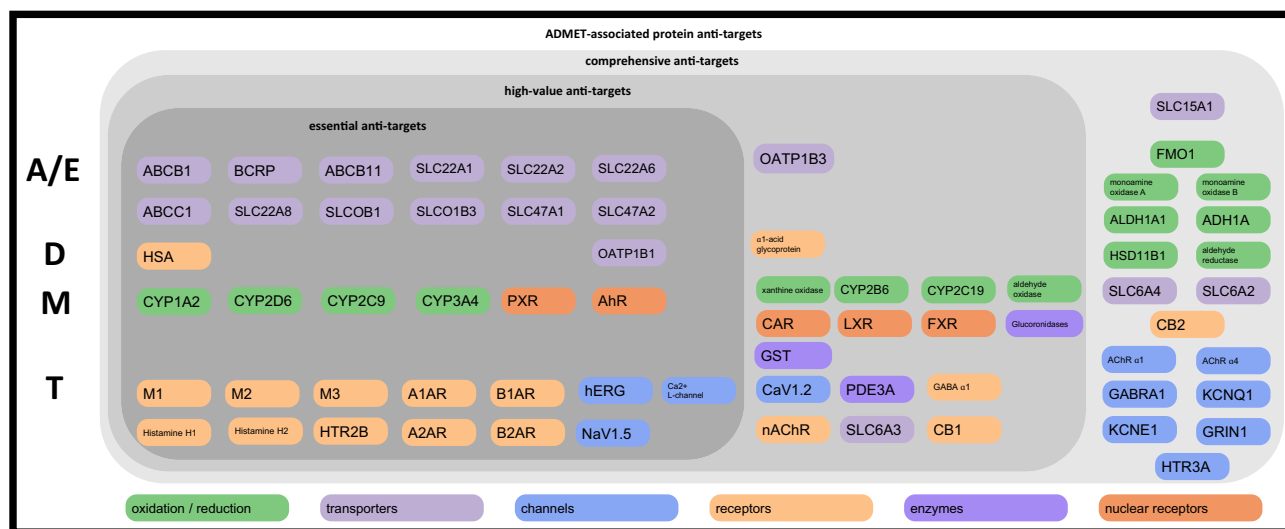 ADMET-associated protein anti-targets
comprehensive anti-targets
high-value anti-targets
essential anti-targets
SLC15A1
A/E
ABCB1 BCRP ABCB11 SLC22A1 SLC22A2 SLC22A6 OATP1B3 FMO1
monoamine oxidase A monoamine oxidase B
ABCC1 SLC22A8 SLCOB1 SLCO1B3 SLC47A1 SLC47A2 ALDH1A1 ADH1A
D
HSA OATP1B1 α1-acid glycoprotein HSD11B1 aldehyde reductase
M
CYP1A2 CYP2D6 CYP2C9 CYP3A4 PXR AhR xanthine oxidase CYP2B6 CYP2C19 aldehyde oxidase SLC6A4 SLC6A2
CAR LXR FXR Glucoronidases CB2
GST AChR α1 AChR α4
T
M1 M2 M3 A1AR B1AR hERG Ca2+ L-channel CaV1.2 PDE3A GABA α1 GABRA1 KCNQ1
Histamine H1 Histamine H2 HTR2B A2AR B2AR NaV1.5 nAChR SLC6A3 CB1 KCNE1 GRIN1
HTR3A
oxidation / reduction transporters channels receptors enzymes nuclear receptors